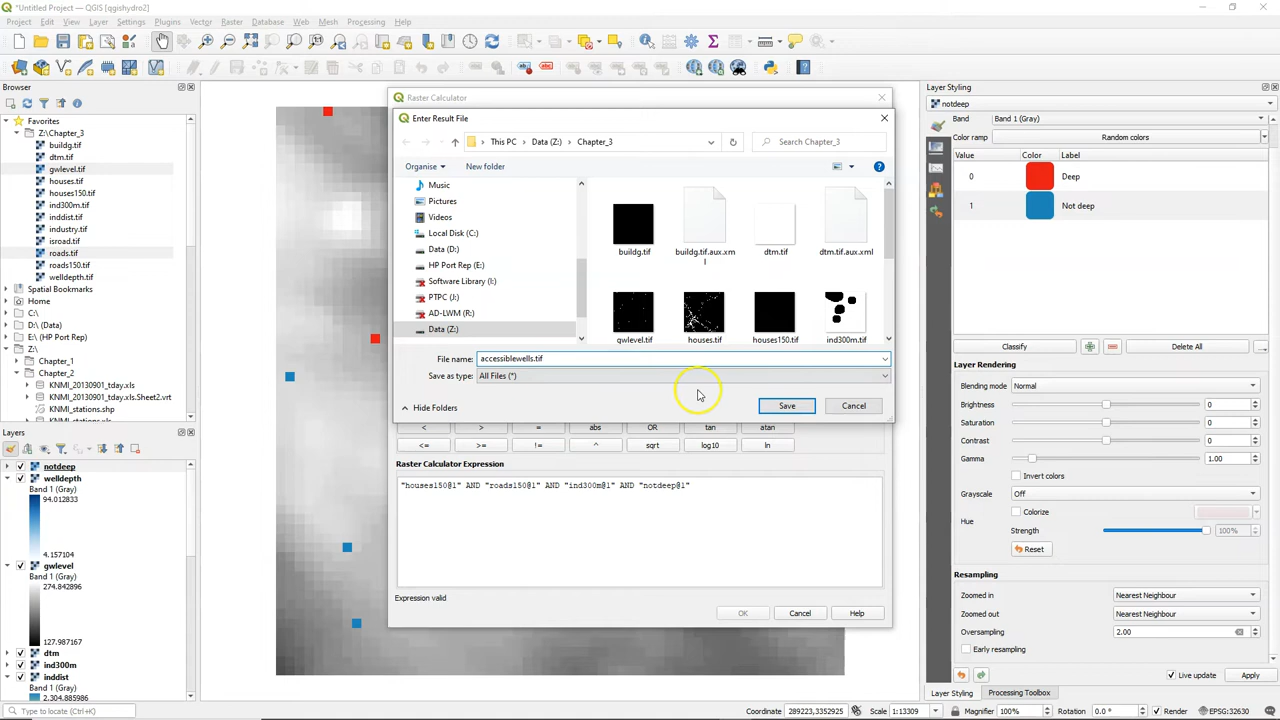 *Untitled Project — QGIS [qgishydro2]
Project Edit View Layer Settings Plugins Vector Raster Database Web Mesh Processing Help
Browser
Favorites
Z:\Chapter_3
buildg.tif
dtm.tif
gwlevel.tif
houses.tif
houses150.tif
ind300m.tif
inddist.tif
industry.tif
isroad.tif
roads.tif
roads150.tif
welldepth.tif
Spatial Bookmarks
Home
C:\
D:\ (Data)
E:\ (HP Port Rep)
Z:\
Chapter_1
Chapter_2
KNMI_20130901_tday.xls
KNMI_20130901_tday.xls.Sheet2.vrt
KNMI_stations.shp
Layers
notdeep
welldepth
Band 1 (Gray)
94.012833
4.157104
gwlevel
Band 1 (Gray)
274.842896
127.987167
dtm
ind300m
inddist
Band 1 (Gray)
2,304.885986
Raster Calculator
Enter Result File
This PC
Data (Z:)
Chapter_3
Search Chapter_3
Organise
New folder
Music
Pictures
Videos
Local Disk (C:)
Data (D:)
HP Port Rep (E:)
Software Library (I:)
PTPC (J:)
AD-LWM (R:)
Data (Z:)
buildg.tif
buildg.tif.aux.xm
l
dtm.tif
dtm.tif.aux.xml
gwlevel.tif
houses.tif
houses150.tif
ind300m.tif
File name: accessiblewells.tif
Save as type: All Files (*)
Hide Folders
Save
Cancel
< > = abs OR tan atan
<= >= != ^ sqrt log10 ln
Raster Calculator Expression
"houses150@1" AND "roads150@1" AND "ind300m@1" AND "notdeep@1"
Expression valid
OK Cancel Help
Layer Styling
notdeep
Band Band 1 (Gray)
Color ramp Random colors
Value Color Label
0 Deep
1 Not deep
Classify
Delete All
...
Layer Rendering
Blending mode Normal
Brightness 0
Saturation 0
Contrast 0
Gamma 1.00
Invert colors
Grayscale Off
Colorize
Hue
Strength 100%
Reset
Resampling
Zoomed in Nearest Neighbour
Zoomed out Nearest Neighbour
Oversampling 2.00
Early resampling
Live update
Apply
Layer Styling Processing Toolbox
Type to locate (Ctrl+K)
Coordinate 289223,3352925 Scale 1:13309 Magnifier 100% Rotation 0.0 ° Render EPSG:32630